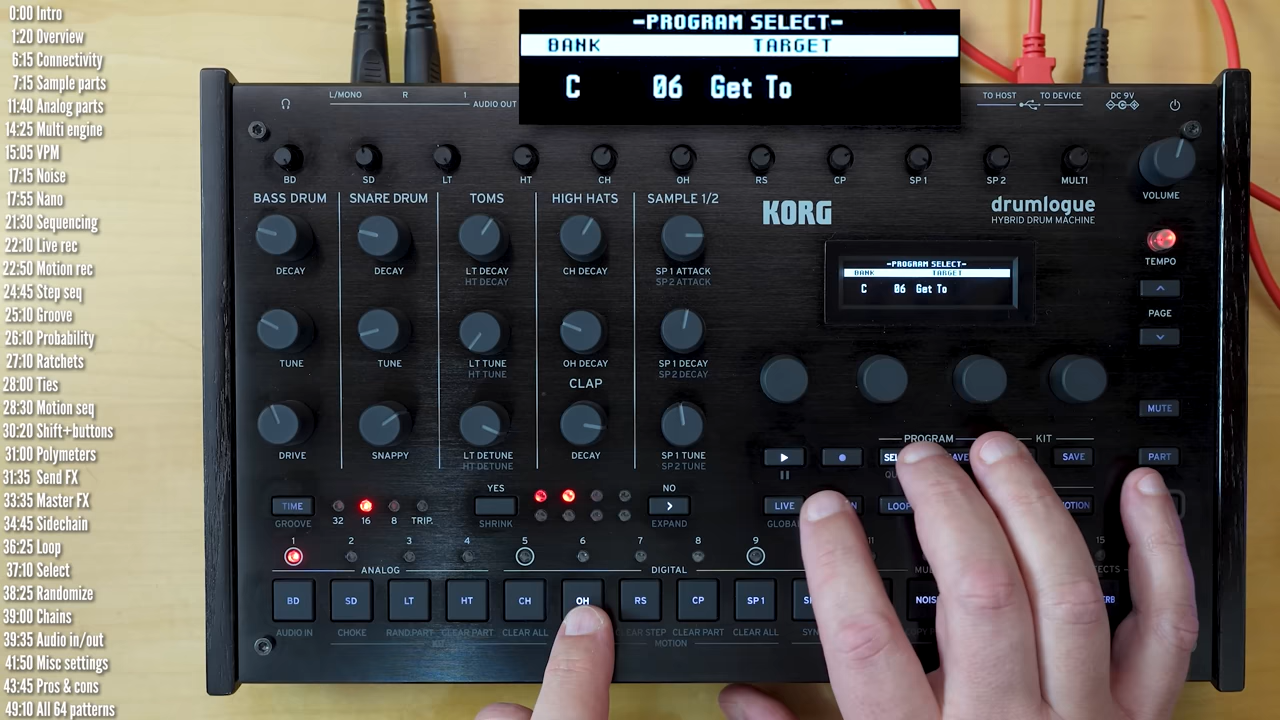 0:00 Intro
1:20 Overview
6:15 Connectivity
7:15 Sample parts
11:40 Analog parts
14:25 Multi engine
15:05 VPM
17:15 Noise
17:55 Nano
21:30 Sequencing
22:10 Live rec
22:50 Motion rec
24:45 Step seq
25:10 Groove
26:10 Probability
27:10 Ratchets
28:00 Ties
28:30 Motion seq
30:20 Shift+buttons
31:00 Polymeters
31:35 Send FX
33:35 Master FX
34:45 Sidechain
36:25 Loop
37:10 Select
38:25 Randomize
39:00 Chains
39:35 Audio in/out
41:50 Misc settings
43:45 Pros & cons
49:10 All 64 patterns
-PROGRAM SELECT-
BANK TARGET
C 06 Get To
L/MONO R 1 AUDIO OUT
TO HOST TO DEVICE DC 9V
BD SD LT HT CH OH RS CP SP 1 SP 2 MULTI
VOLUME
BASS DRUM SNARE DRUM TOMS HIGH HATS SAMPLE 1/2
KORG
drumlogue
HYBRID DRUM MACHINE
DECAY DECAY LT DECAY CH DECAY SP 1 ATTACK
HT DECAY SP 2 ATTACK
-PROGRAM SELECT-
BANK TARGET
C 06 Get To
TEMPO
PAGE
TUNE TUNE LT TUNE OH DECAY SP 1 DECAY
HT TUNE SP 2 DECAY
CLAP
DRIVE SNAPPY LT DETUNE DECAY SP 1 TUNE
HT DETUNE SP 2 TUNE
MUTE
PROGRAM KIT
SAVE PART
TIME
GROOVE
32 16 8 TRIP.
YES
SHRINK
NO
EXPAND
LIVE
GLOBAL
LOOP
1 2 3 4 5 6 7 8 9 11 15
ANALOG DIGITAL
BD SD LT HT CH OH RS CP SP 1
AUDIO IN CHOKE RAND.PART CLEAR PART CLEAR ALL CLEAR STEP CLEAR PART CLEAR ALL
MOTION